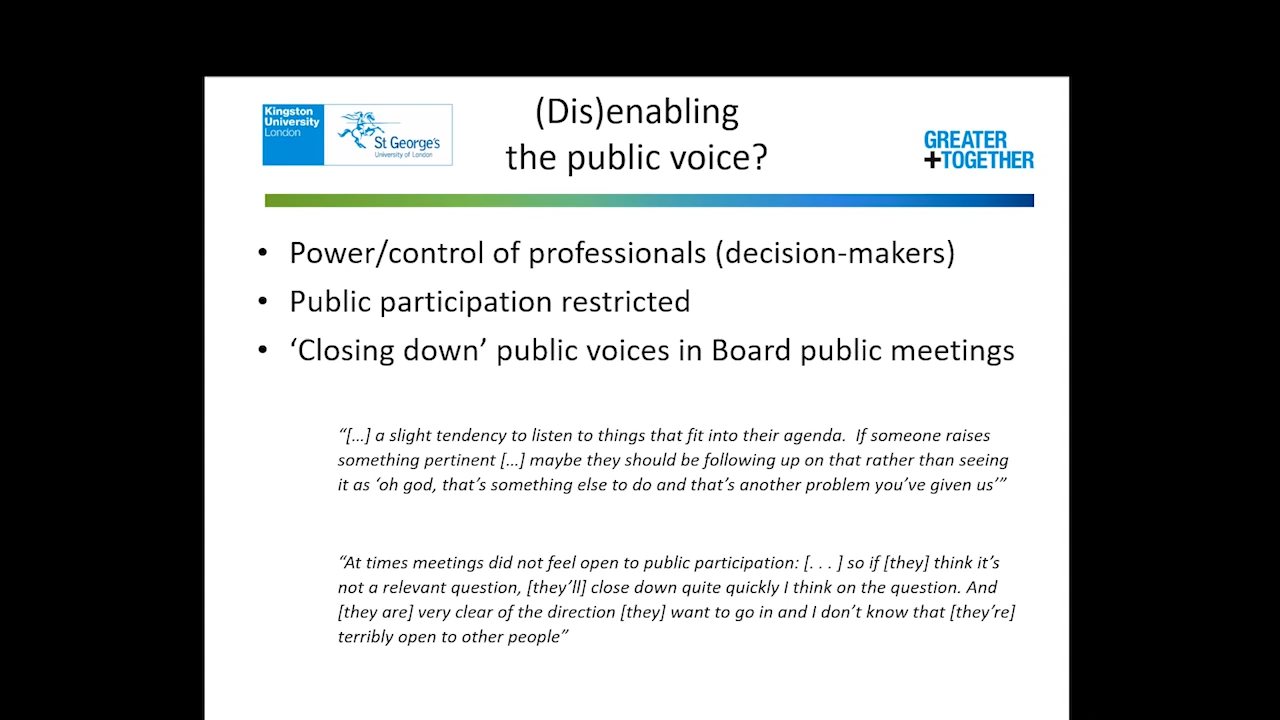 Kingston
University
London
St George's
University of London
(Dis)enabling
the public voice?
GREATER
+TOGETHER
• Power/control of professionals (decision-makers)
• Public participation restricted
• ‘Closing down’ public voices in Board public meetings
“[…] a slight tendency to listen to things that fit into their agenda.  If someone raises
something pertinent […] maybe they should be following up on that rather than seeing
it as ‘oh god, that’s something else to do and that’s another problem you’ve given us’”
“At times meetings did not feel open to public participation: [. . . ] so if [they] think it’s
not a relevant question, [they’ll] close down quite quickly I think on the question. And
[they are] very clear of the direction [they] want to go in and I don’t know that [they’re]
terribly open to other people”